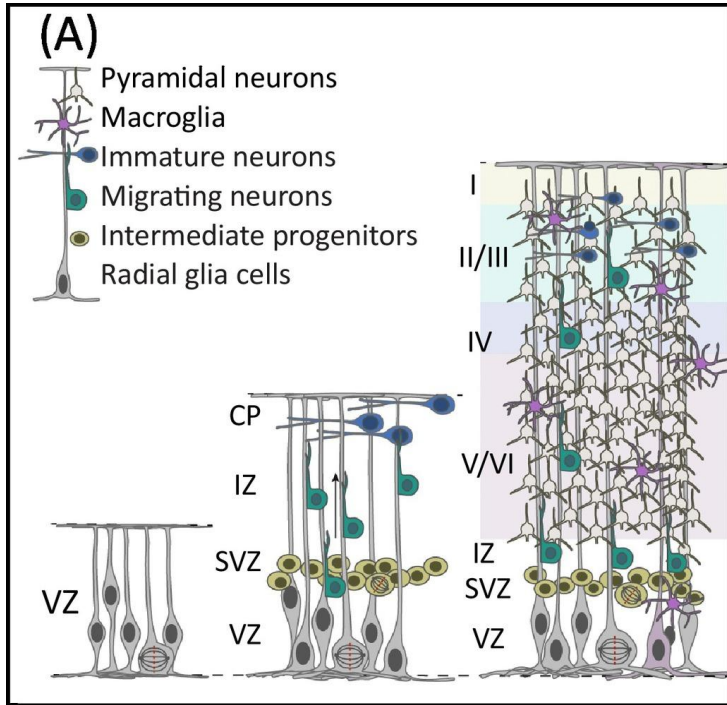 (A)
Pyramidal neurons
Macroglia
Immature neurons
Migrating neurons
Intermediate progenitors
Radial glia cells
VZ
CP
IZ
SVZ
VZ
I
II/III
IV
V/VI
IZ
SVZ
VZ